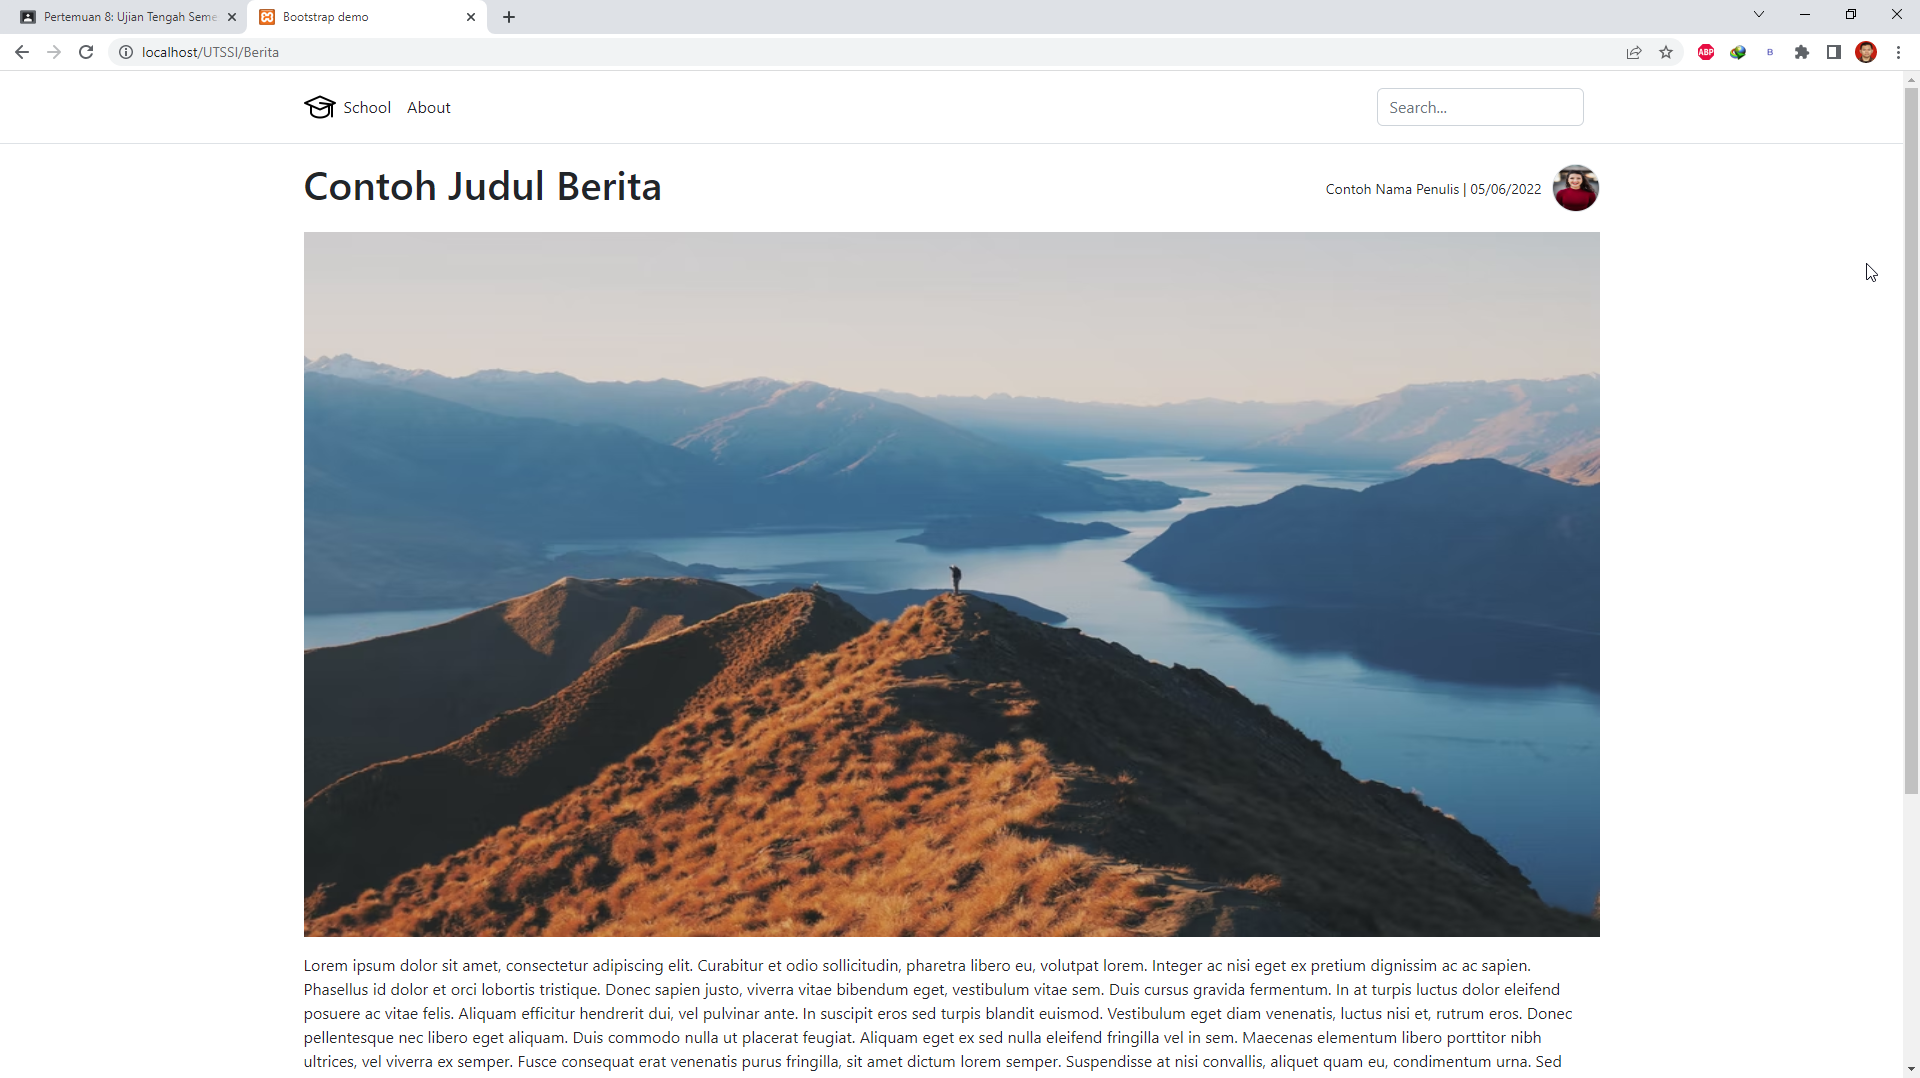 Pertemuan 8: Ujian Tengah Seme
Bootstrap demo
localhost/UTSSI/Berita
ABP
B
School About
Search...
Contoh Judul Berita
Contoh Nama Penulis | 05/06/2022
Lorem ipsum dolor sit amet, consectetur adipiscing elit. Curabitur et odio sollicitudin, pharetra libero eu, volutpat lorem. Integer ac nisi eget ex pretium dignissim ac ac sapien.
Phasellus id dolor et orci lobortis tristique. Donec sapien justo, viverra vitae bibendum eget, vestibulum vitae sem. Duis cursus gravida fermentum. In at turpis luctus dolor eleifend
posuere ac vitae felis. Aliquam efficitur hendrerit dui, vel pulvinar ante. In suscipit eros sed turpis blandit euismod. Vestibulum eget diam venenatis, luctus nisi et, rutrum eros. Donec
pellentesque nec libero eget aliquam. Duis commodo nulla ut placerat feugiat. Aliquam eget ex sed nulla eleifend fringilla vel in sem. Maecenas elementum libero porttitor nibh
ultrices, vel viverra ex semper. Fusce consequat erat venenatis purus fringilla, sit amet dictum lorem semper. Suspendisse at nisi convallis, aliquet quam eu, condimentum urna. Sed